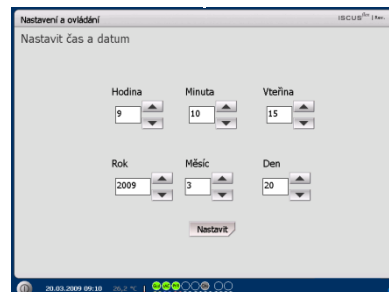 Nastavení a ovládání
Nastavit čas a datum
Hodina Minuta Vteřina
9 10 15
Rok Měsíc Den
2009 3 20
Nastavit
20.03.2009 09:10 26,2 °C